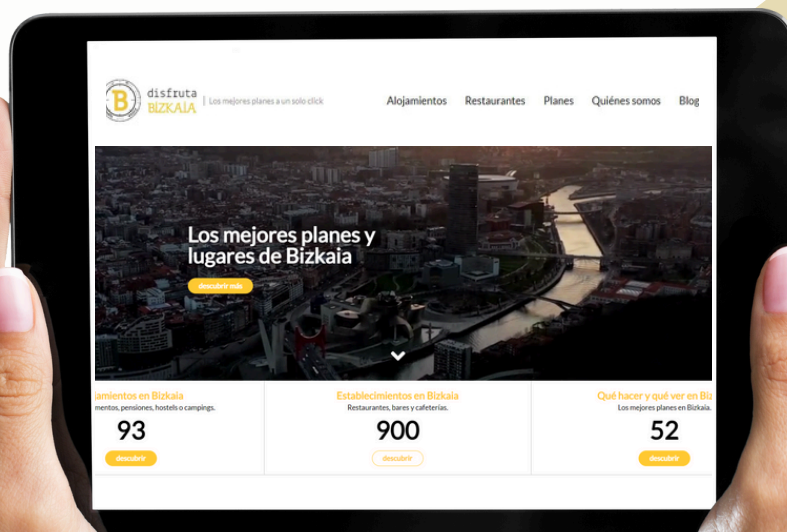 B
disfruta
BIZKAIA
Los mejores planes a un solo click
Alojamientos Restaurantes Planes Quiénes somos Blog
Los mejores planes y
lugares de Bizkaia
descubrir más
amientos en Bizkaia
mentos, pensiones, hostels o campings.
93
descubrir
Establecimientos en Bizkaia
Restaurantes, bares y cafeterías.
900
descubrir
Qué hacer y qué ver en Biz
Los mejores planes en Bizkaia.
52
descubrir